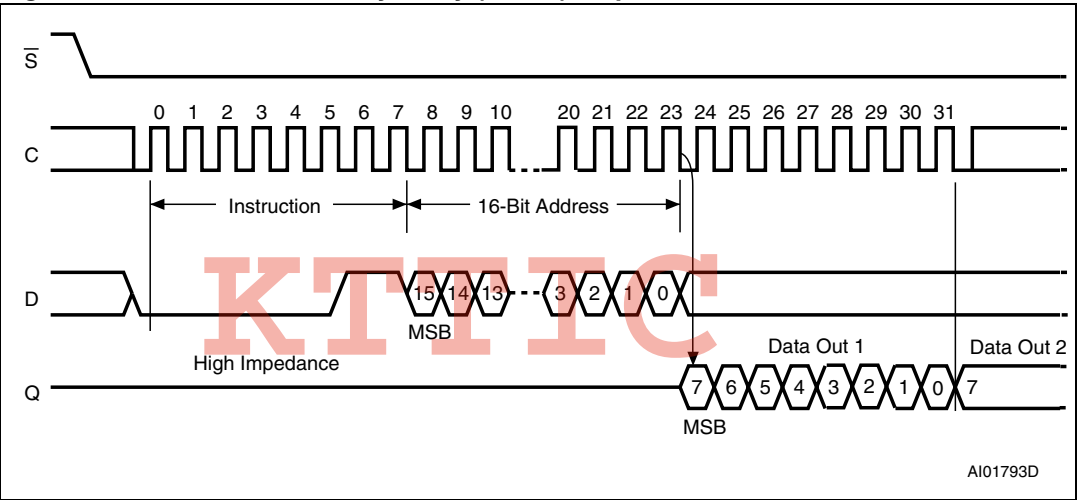 S
0 1 2 3 4 5 6 7 8 9 10 20 21 22 23 24 25 26 27 28 29 30 31
C
Instruction 16-Bit Address
D 15 14 13 3 2 1 0
MSB
KTTIC
High Impedance Data Out 1 Data Out 2
Q 7 6 5 4 3 2 1 0 7
MSB
AI01793D